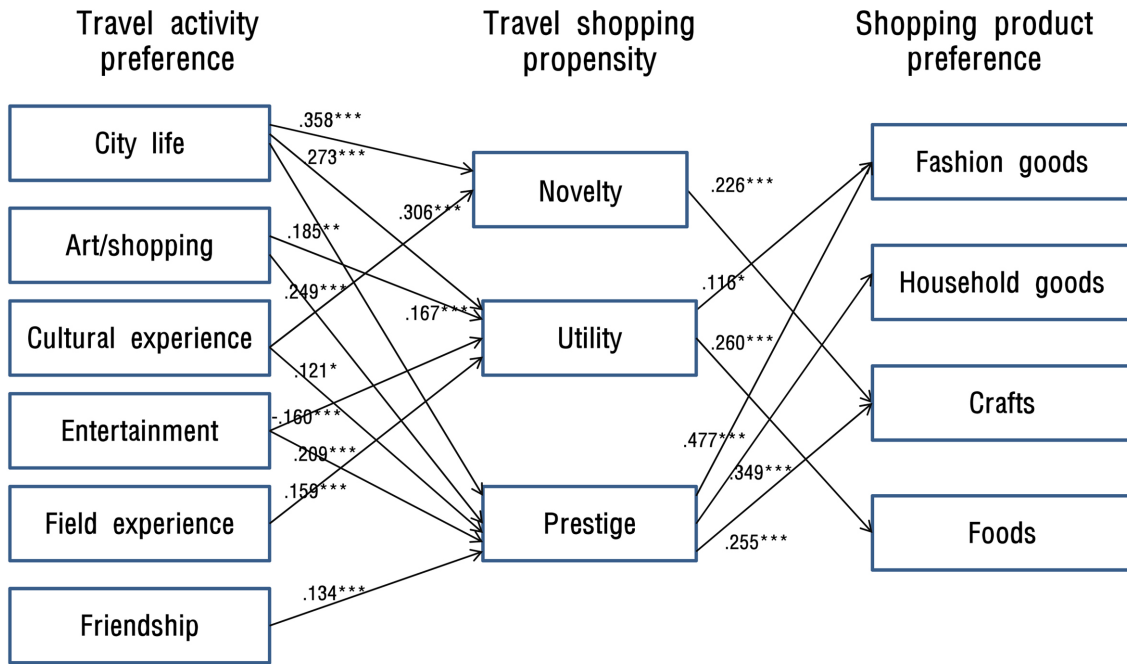 Travel activity
preference
Travel shopping
propensity
Shopping product
preference
City life
Art/shopping
Cultural experience
Entertainment
Field experience
Friendship
.358***
.273***
.306***
.185**
.249***
.167***
.121*
-.160***
.209***
.159***
.134***
Novelty
Utility
Prestige
.226***
.116*
.260***
.477***
.349***
.255***
Fashion goods
Household goods
Crafts
Foods